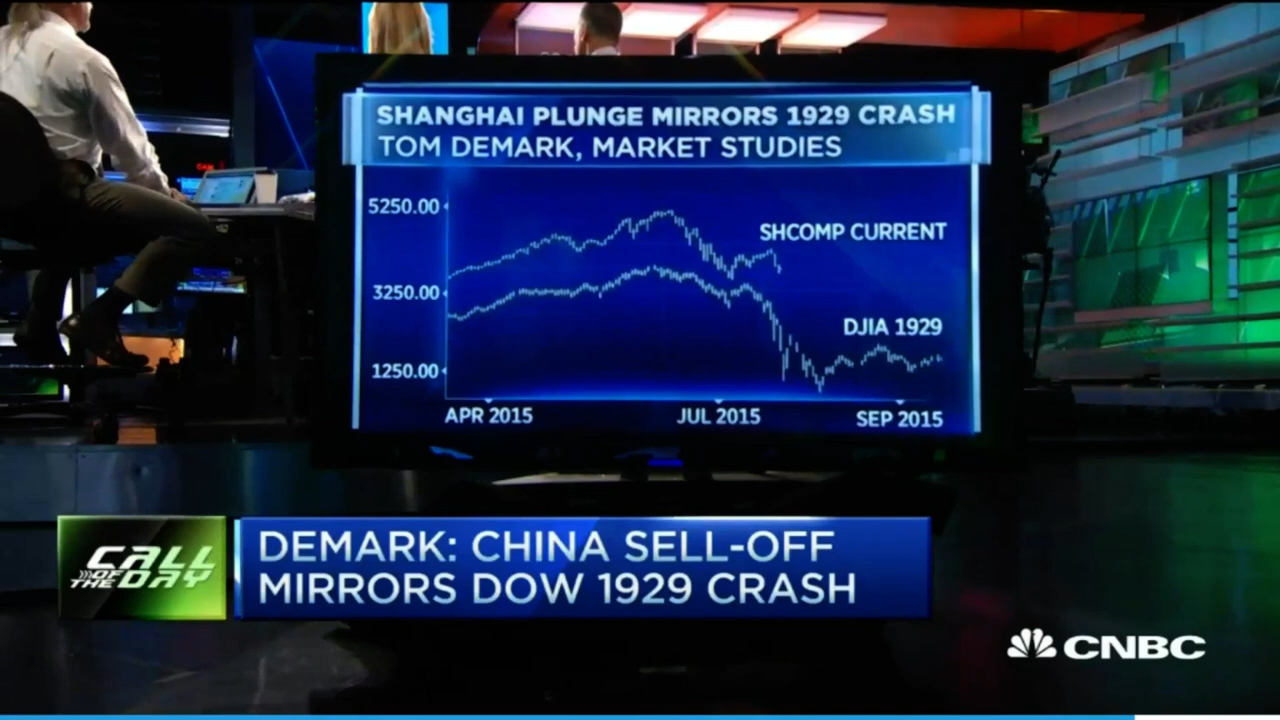 SHANGHAI PLUNGE MIRRORS 1929 CRASH
TOM DEMARK, MARKET STUDIES
5250.00
SHCOMP CURRENT
3250.00
DJIA 1929
1250.00
APR 2015
JUL 2015
SEP 2015
CALL
OF
THE DAY
DEMARK: CHINA SELL-OFF
MIRRORS DOW 1929 CRASH
CNBC